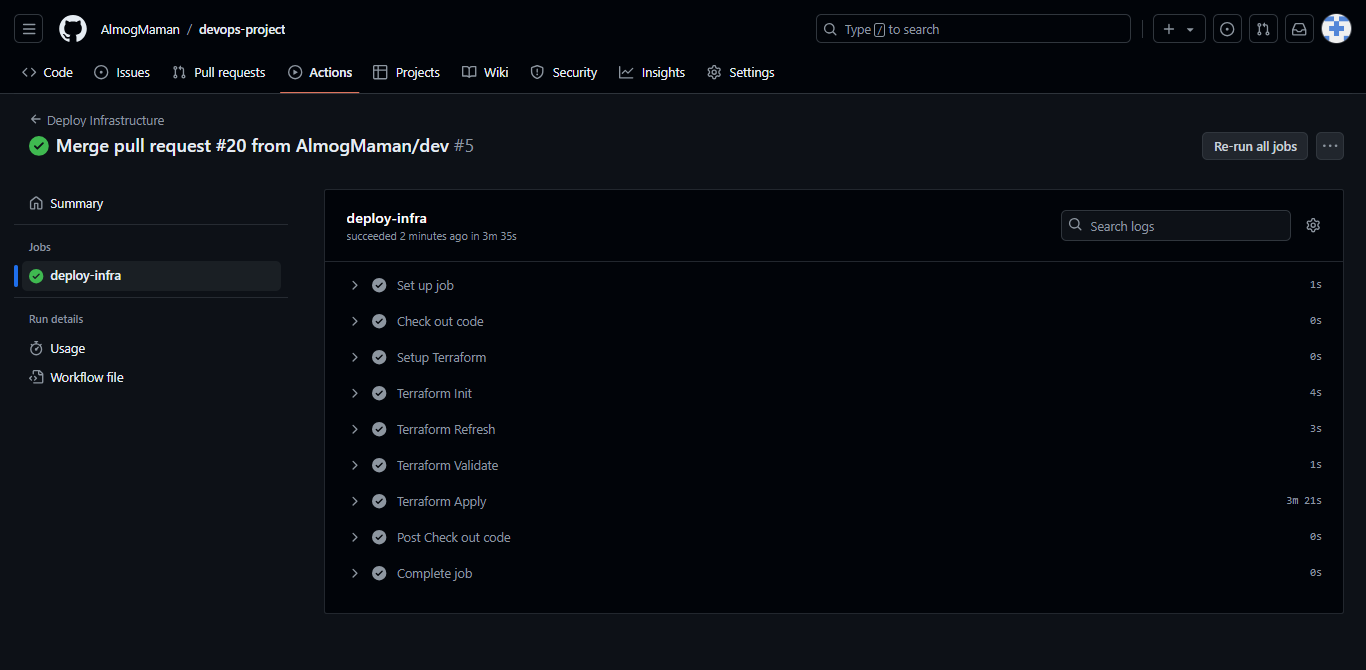 AlmogMaman / devops-project
Type / to search
Code Issues Pull requests Actions Projects Wiki Security Insights Settings
Deploy Infrastructure
Merge pull request #20 from AlmogMaman/dev #5
Re-run all jobs
Summary
Jobs
deploy-infra
Run details
Usage
Workflow file
deploy-infra
succeeded 2 minutes ago in 3m 35s
Search logs
Set up job 1s
Check out code 0s
Setup Terraform 0s
Terraform Init 4s
Terraform Refresh 3s
Terraform Validate 1s
Terraform Apply 3m 21s
Post Check out code 0s
Complete job 0s